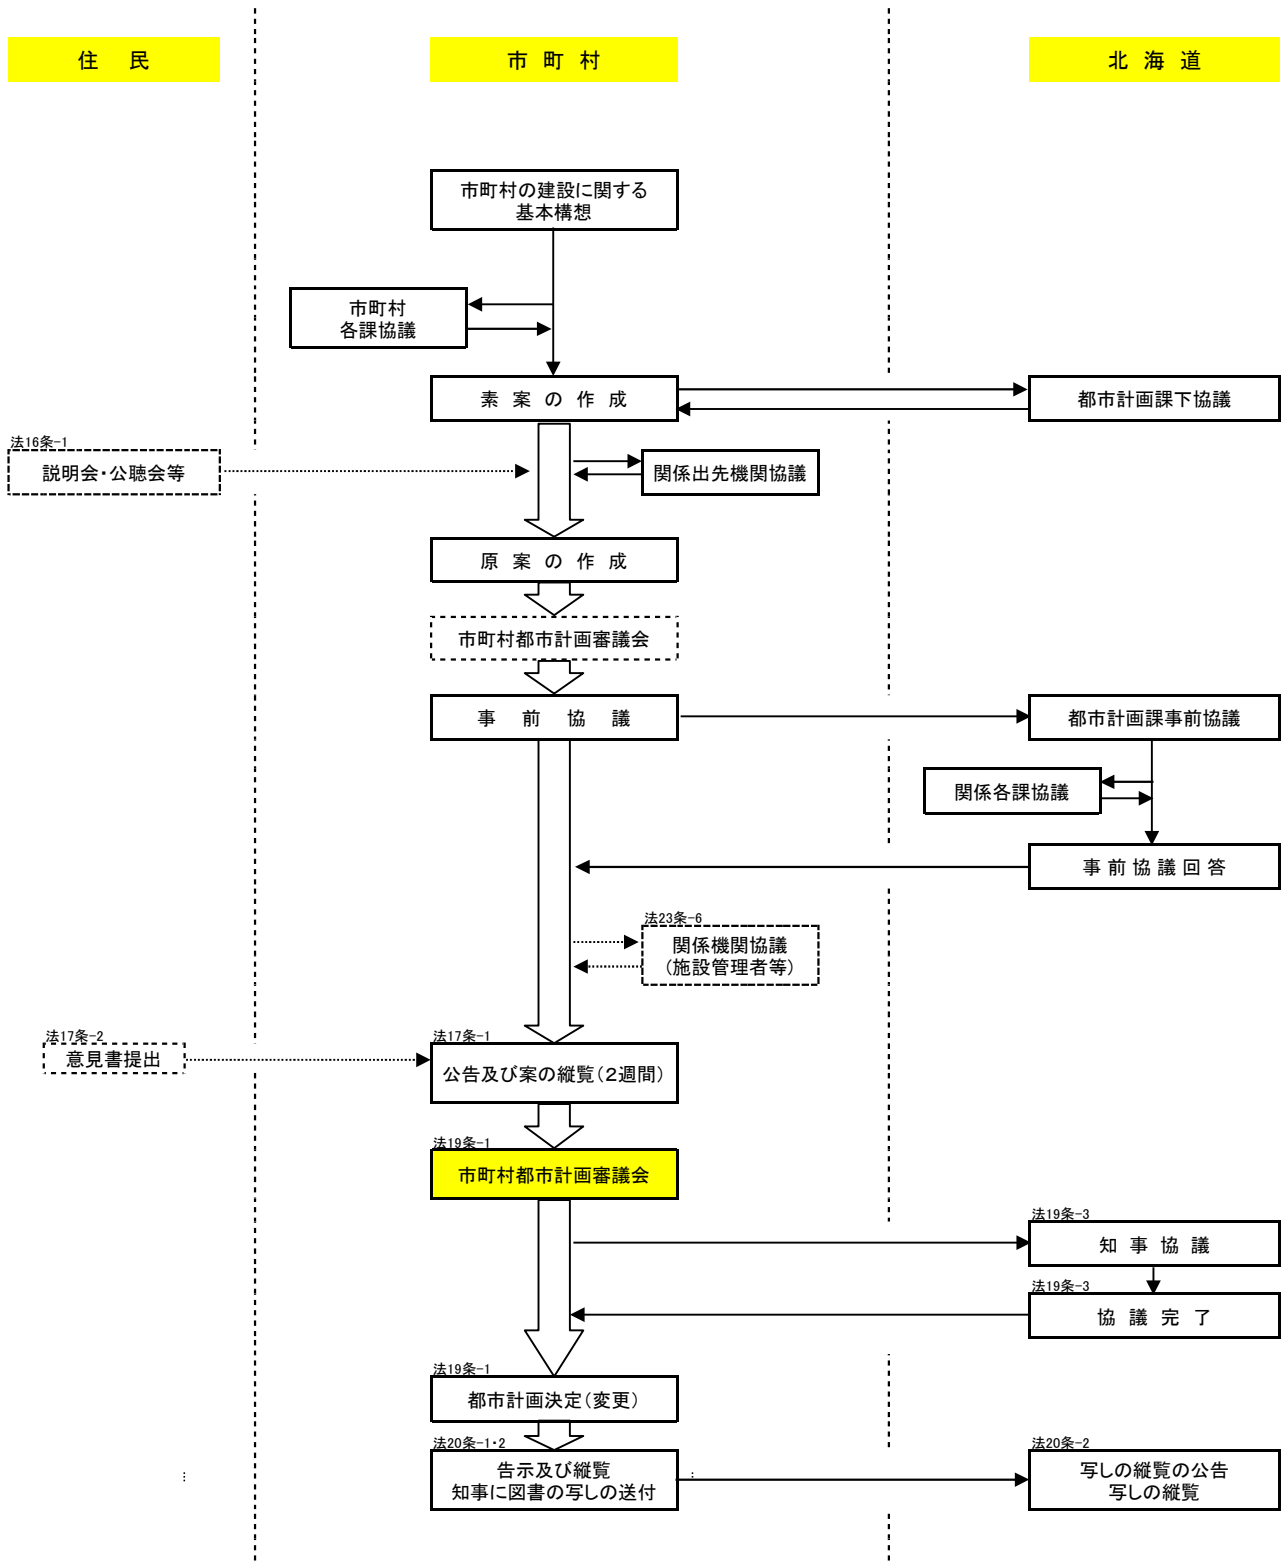 住 民
市 町 村
北 海 道
市町村の建設に関する
基本構想
市町村
各課協議
素 案 の 作 成
都市計画課下協議
法16条-1
説明会・公聴会等
関係出先機関協議
原 案 の 作 成
市町村都市計画審議会
事 前 協 議
都市計画課事前協議
関係各課協議
事 前 協 議 回 答
法23条-6
関係機関協議
（施設管理者等）
法17条-2
意見書提出
法17条-1
公告及び案の縦覧（２週間）
法19条-1
市町村都市計画審議会
法19条-3
知 事 協 議
法19条-3
協 議 完 了
法19条-1
都市計画決定（変更）
法20条-1・2
告示及び縦覧
知事に図書の写しの送付
法20条-2
写しの縦覧の公告
写しの縦覧